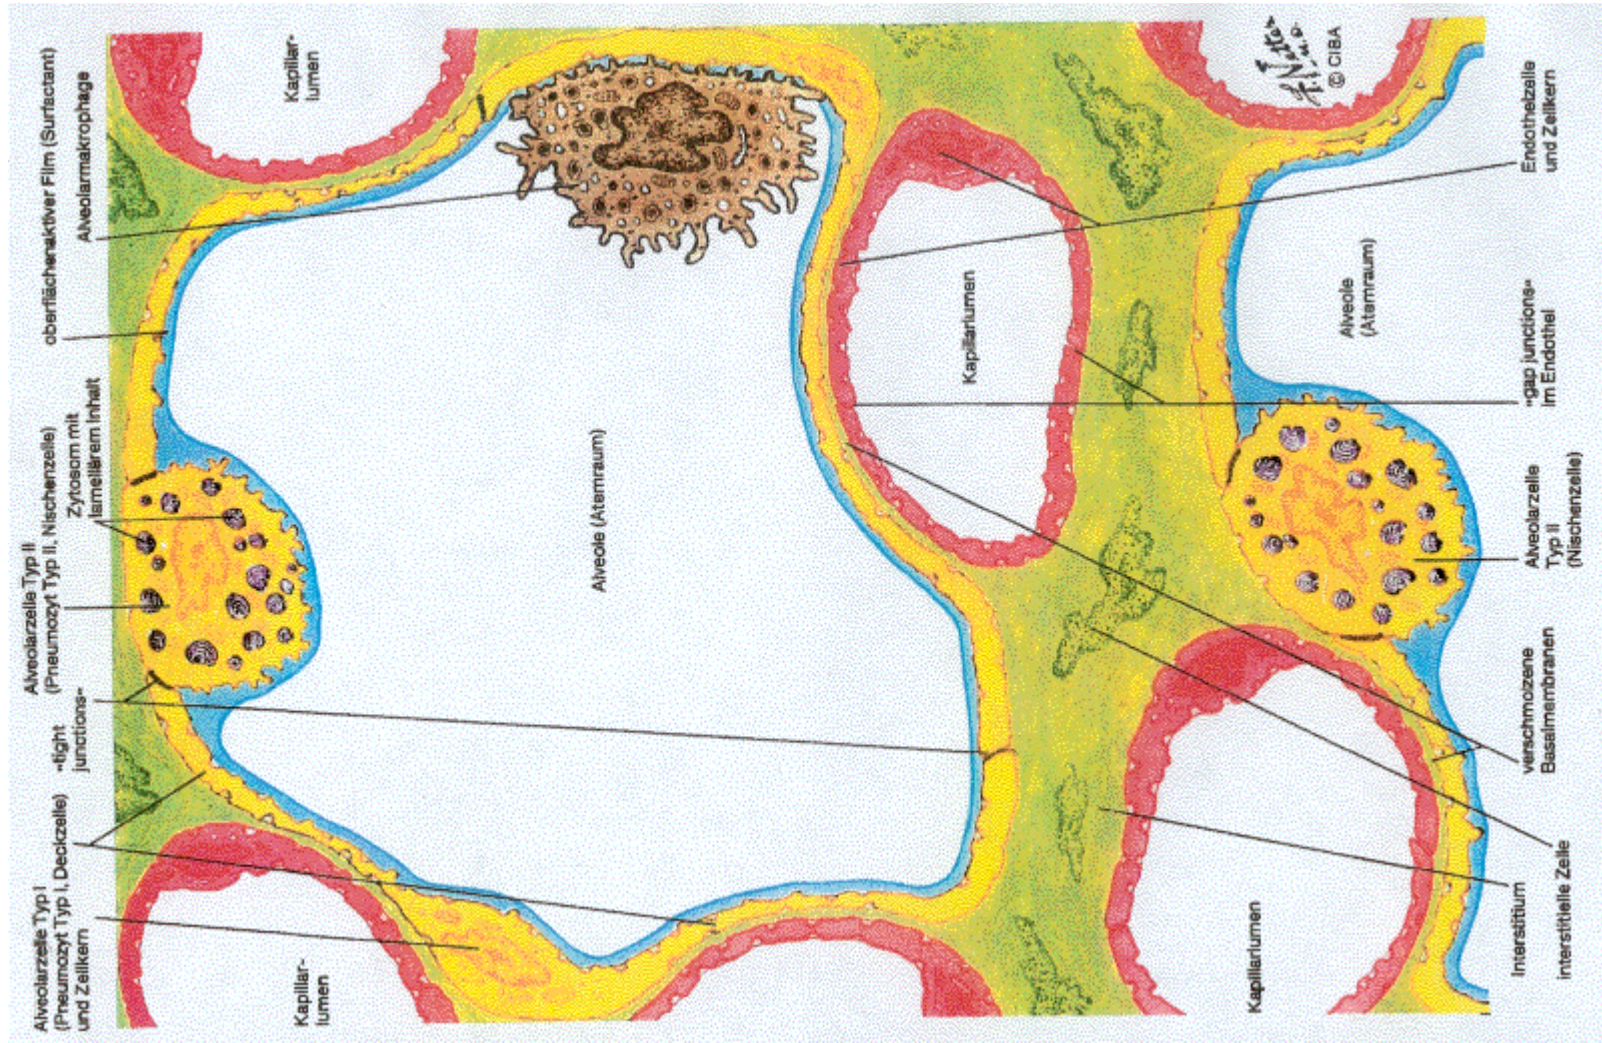 Alveolarzelle Typ I
(Pneumozyt Typ I, Deckzelle)
und Zellkern
»tight
junctions«
Alveolarzelle Typ II
(Pneumozyt Typ II, Nischenzelle)
Zytosom mit
lamellärem Inhalt
oberflächenaktiver Film (Surfactant)
Alveolarmakrophage
Kapillar-
lumen
Kapillar-
lumen
Alveole (Atemraum)
Kapillarlumen
Kapillarlumen
Alveole
(Atemraum)
© CIBA
Interstitium
interstitielle Zelle
verschmolzene
Basalmembranen
Alveolarzelle
Typ II
(Nischenzelle)
»gap junctions«
im Endothel
Endothelzelle
und Zellkern